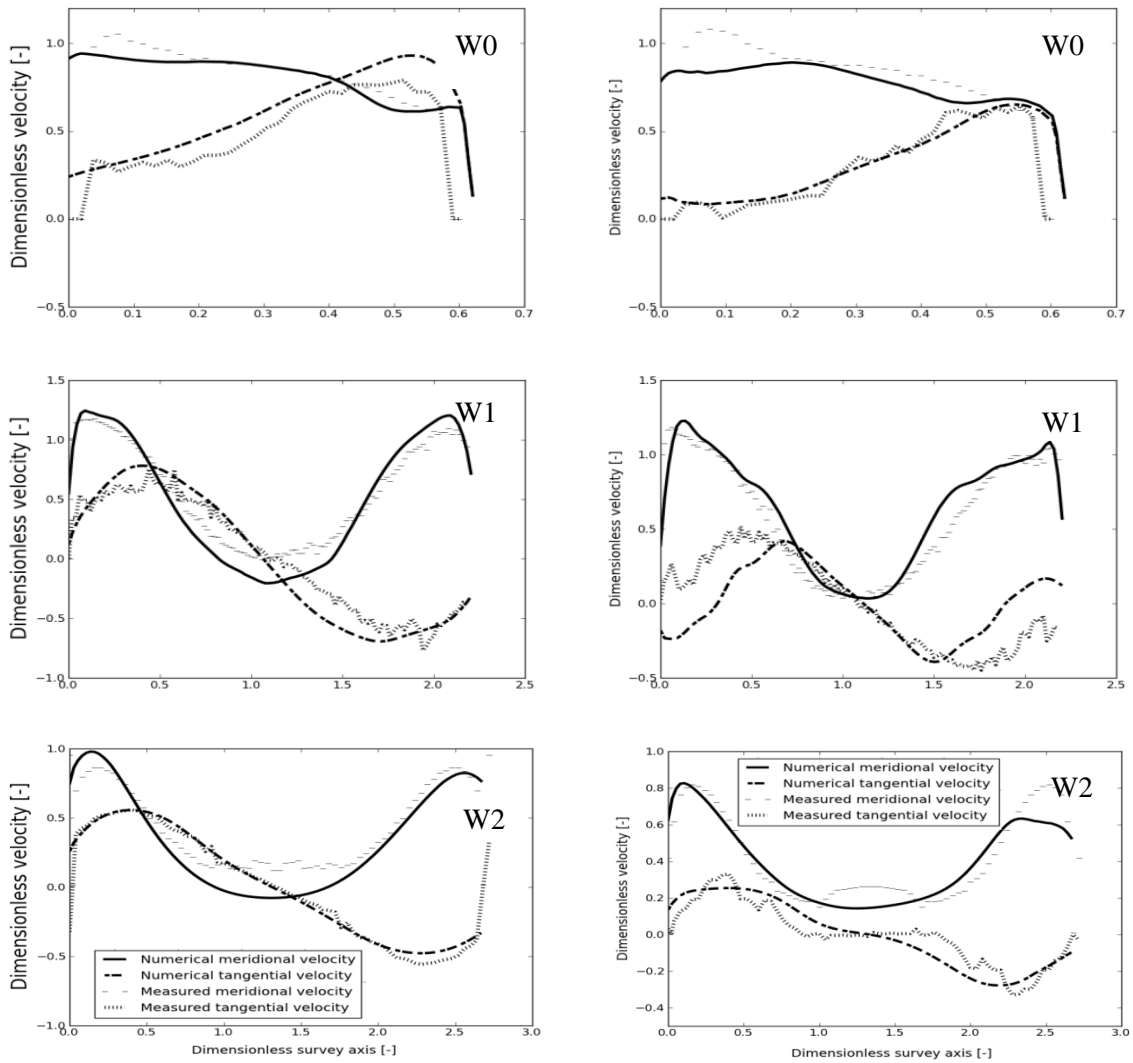 W0
Dimensionless velocity [-]
1.0
0.5
0.0
−0.5
0.0 0.1 0.2 0.3 0.4 0.5 0.6 0.7
W0
Dimensionless velocity [-]
1.0
0.5
0.0
−0.5
0.0 0.1 0.2 0.3 0.4 0.5 0.6 0.7
W1
Dimensionless velocity [-]
1.5
1.0
0.5
0.0
−0.5
−1.0
0.0 0.5 1.0 1.5 2.0 2.5
W1
Dimensionless velocity [-]
1.5
1.0
0.5
0.0
−0.5
0.0 0.5 1.0 1.5 2.0 2.5
W2
Dimensionless velocity [-]
1.0
0.5
0.0
−0.5
−1.0
Numerical meridional velocity
Numerical tangential velocity
Measured meridional velocity
Measured tangential velocity
0.0 0.5 1.0 1.5 2.0 2.5 3.0
Dimensionless survey axis [-]
W2
Dimensionless velocity [-]
1.0
0.8
0.6
0.4
0.2
0.0
−0.2
−0.4
Numerical meridional velocity
Numerical tangential velocity
Measured meridional velocity
Measured tangential velocity
0.0 0.5 1.0 1.5 2.0 2.5 3.0
Dimensionless survey axis [-]